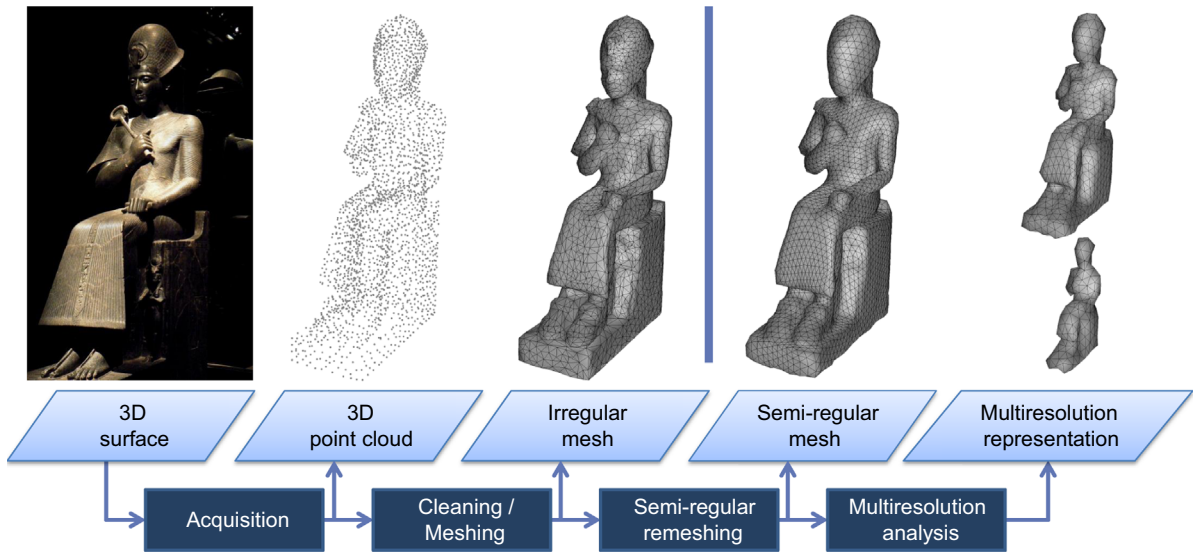 3D
surface
3D
point cloud
Irregular
mesh
Semi-regular
mesh
Multiresolution
representation
Acquisition
Cleaning /
Meshing
Semi-regular
remeshing
Multiresolution
analysis